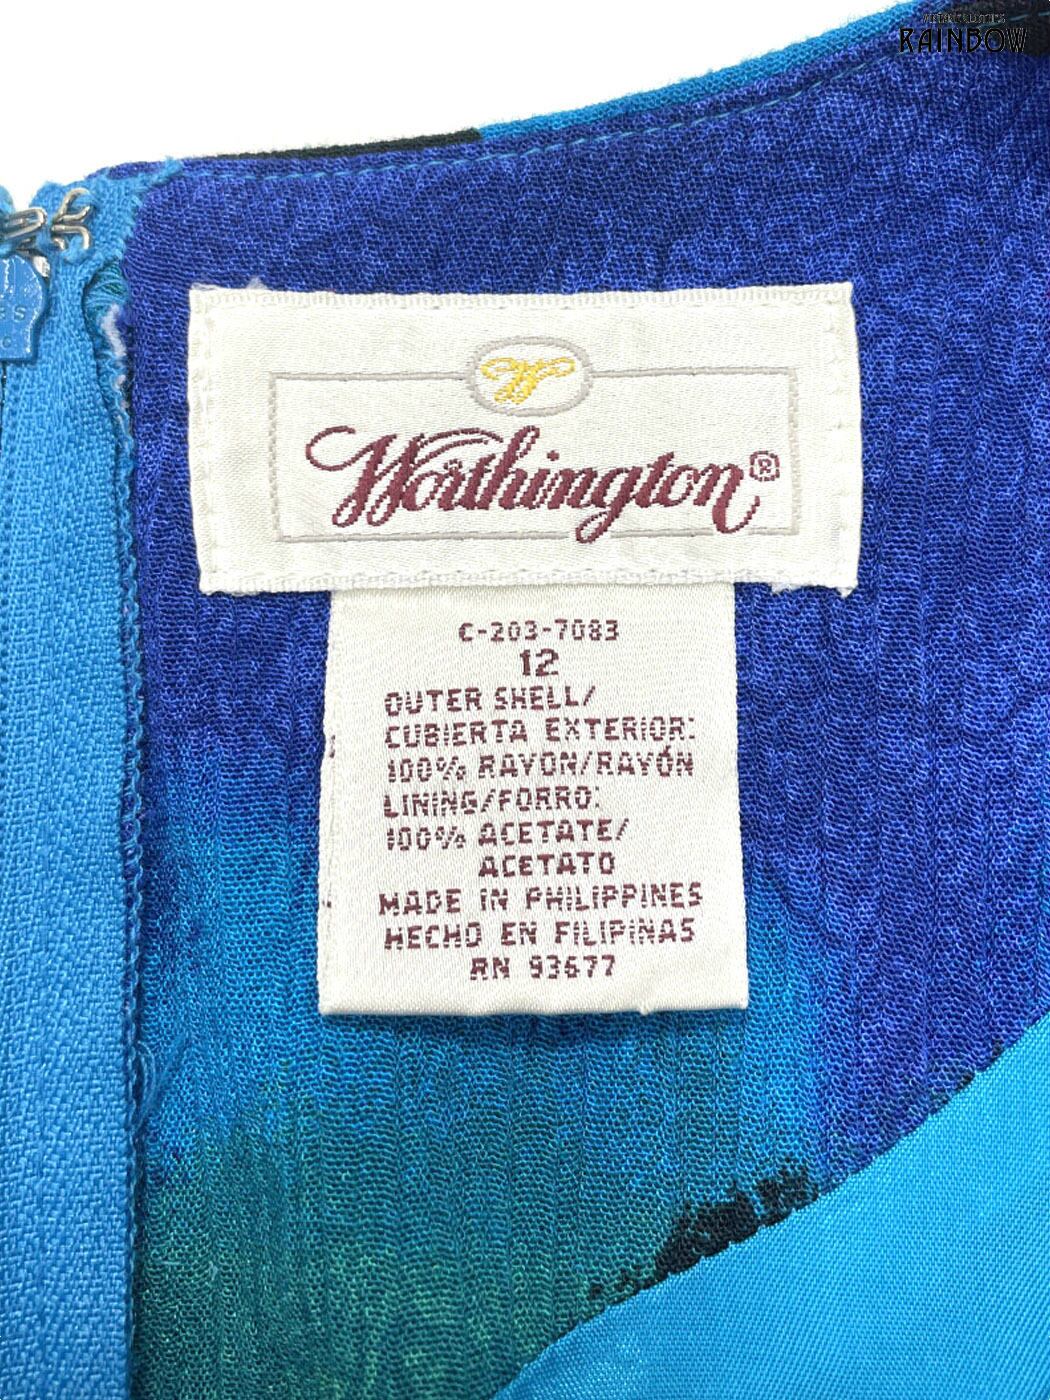 RAINBOW
W
Worthington®
C-203-7083
12
OUTER SHELL/
CUBIERTA EXTERIOR:
100% RAYON/RAYÓN
LINING/FORRO:
100% ACETATE/
ACETATO
MADE IN PHILIPPINES
HECHO EN FILIPINAS
RN 93677